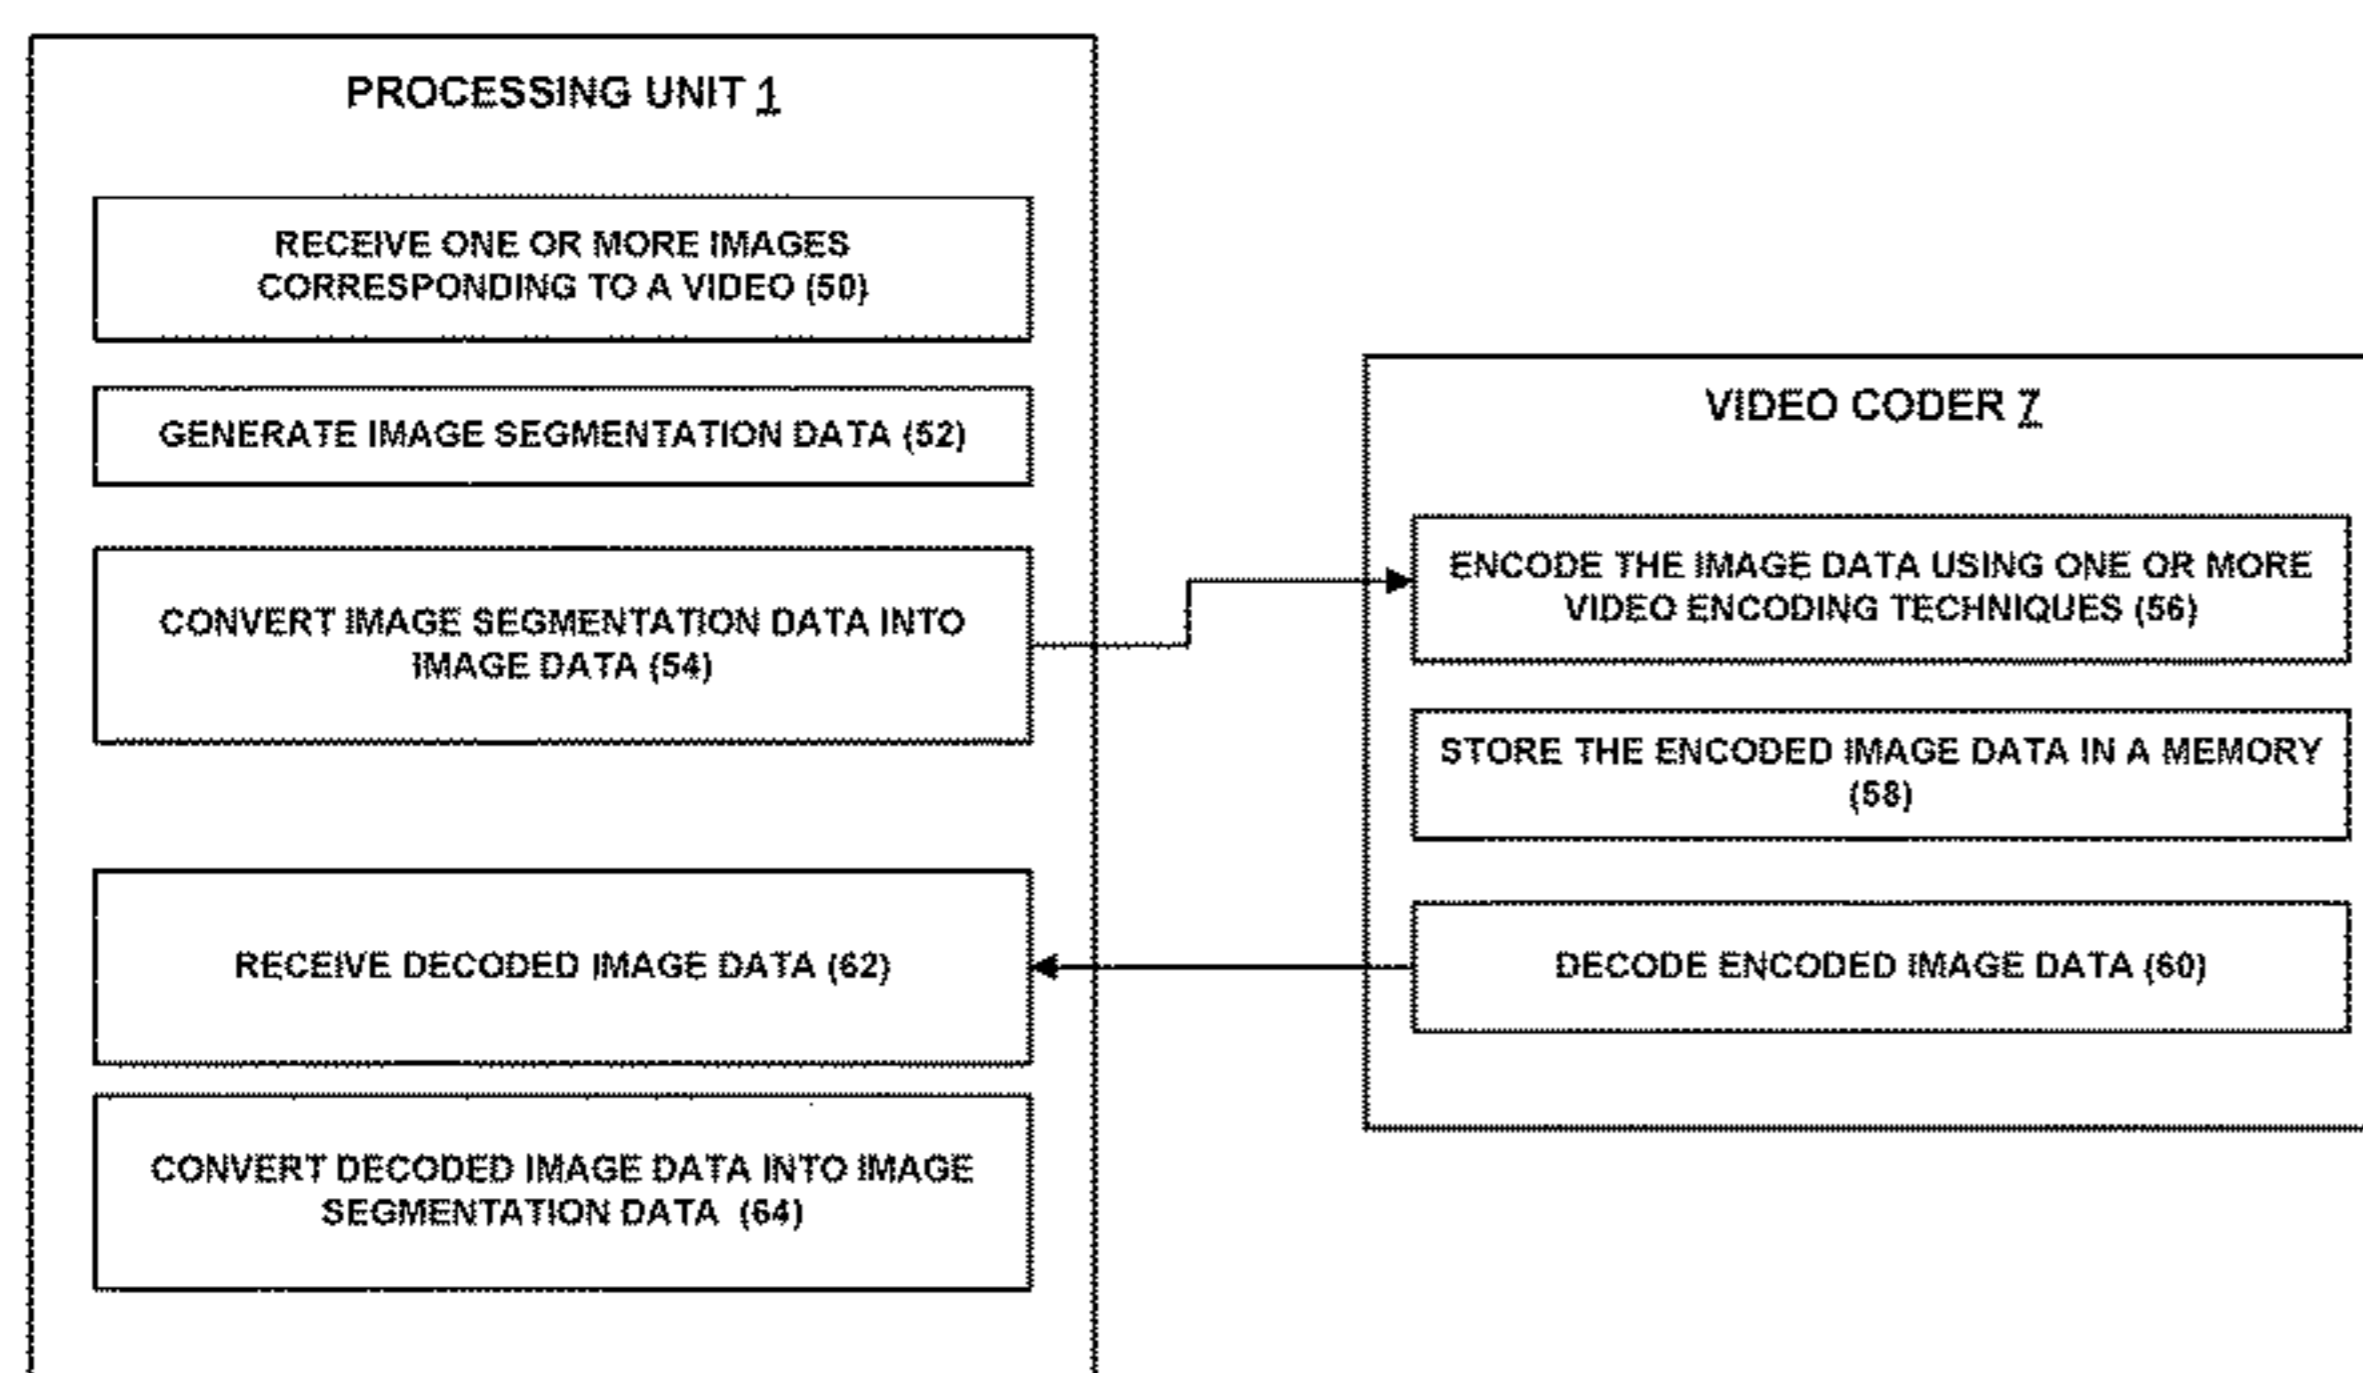 PROCESSING UNIT 1
RECEIVE ONE OR MORE IMAGES
CORRESPONDING TO A VIDEO (50)
GENERATE IMAGE SEGMENTATION DATA (52)
CONVERT IMAGE SEGMENTATION DATA INTO
IMAGE DATA (54)
RECEIVE DECODED IMAGE DATA (62)
CONVERT DECODED IMAGE DATA INTO IMAGE
SEGMENTATION DATA (64)
VIDEO CODER 7
ENCODE THE IMAGE DATA USING ONE OR MORE
VIDEO ENCODING TECHNIQUES (56)
STORE THE ENCODED IMAGE DATA IN A MEMORY
(58)
DECODE ENCODED IMAGE DATA (60)